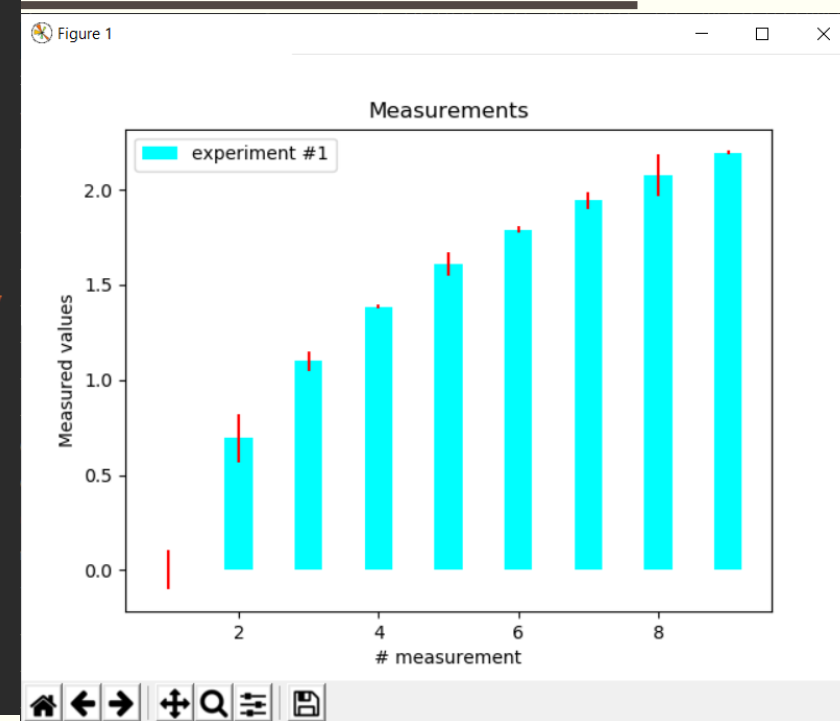 Figure 1
Measurements
experiment #1
2.0
1.5
1.0
0.5
0.0
Measured values
2 4 6 8
# measurement